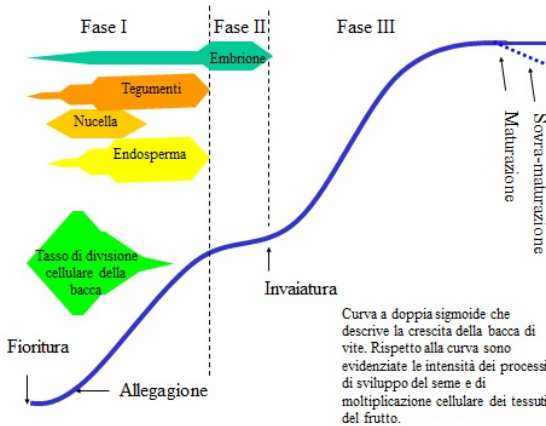 Fase I
Fase II
Fase III
Embrione
Tegumenti
Nucella
Endosperma
Maturazione
Sovra-maturazione
Tasso di divisione
cellulare della
bacca
Invaiatura
Fioritura
Allegagione
Curva a doppia sigmoide che
descrive la crescita della bacca di
vite. Rispetto alla curva sono
evidenziate le intensità dei processi
di sviluppo del seme e di
moltiplicazione cellulare dei tessuti
del frutto.